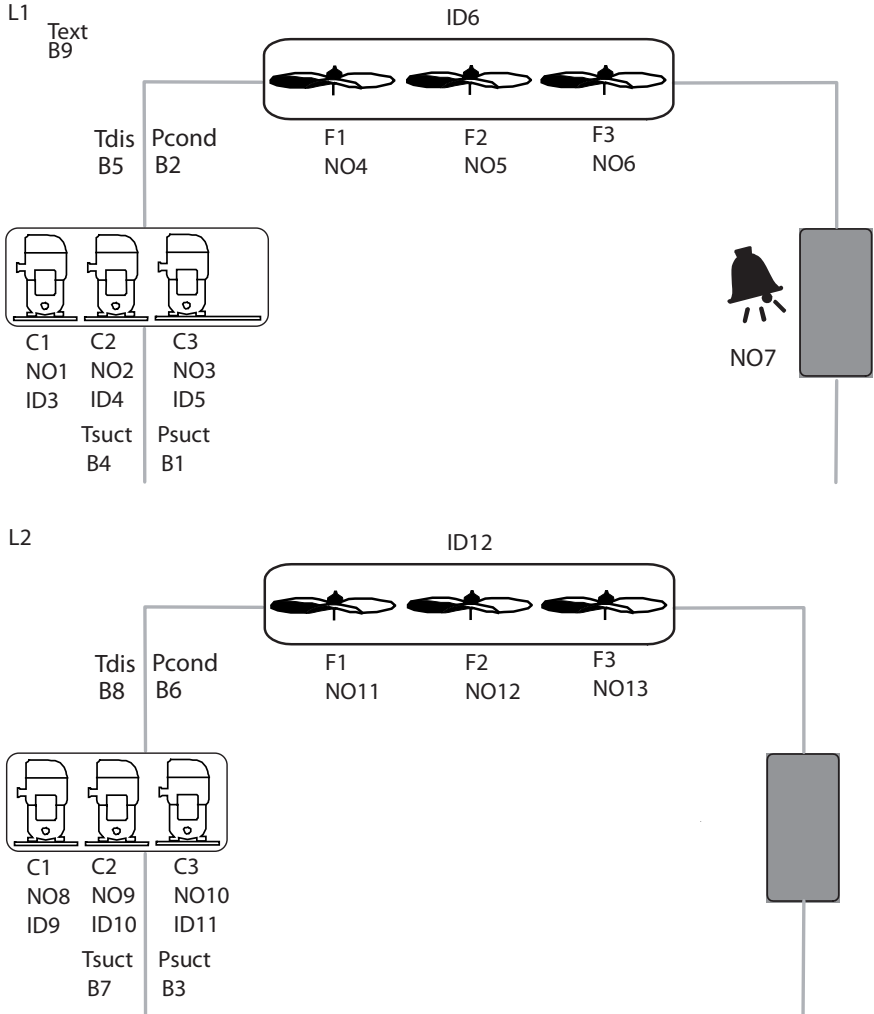 L1
Text
B9
ID6
Tdis Pcond
B5 B2
F1 F2 F3
NO4 NO5 NO6
C1 C2 C3
NO1 NO2 NO3
ID3 ID4 ID5
NO7
Tsuct Psuct
B4 B1
L2
ID12
Tdis Pcond
B8 B6
F1 F2 F3
NO11 NO12 NO13
C1 C2 C3
NO8 NO9 NO10
ID9 ID10 ID11
Tsuct Psuct
B7 B3